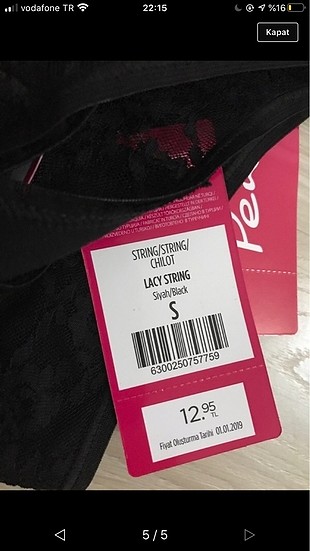 vodafone TR
22:15
%16
Kapat
STRING/STRING/
CHILOT
LACY STRING
Siyah/Black
S
6300250757759
12.95
TL
Fiyat Oluşturma Tarihi 01.01.2019
5 / 5